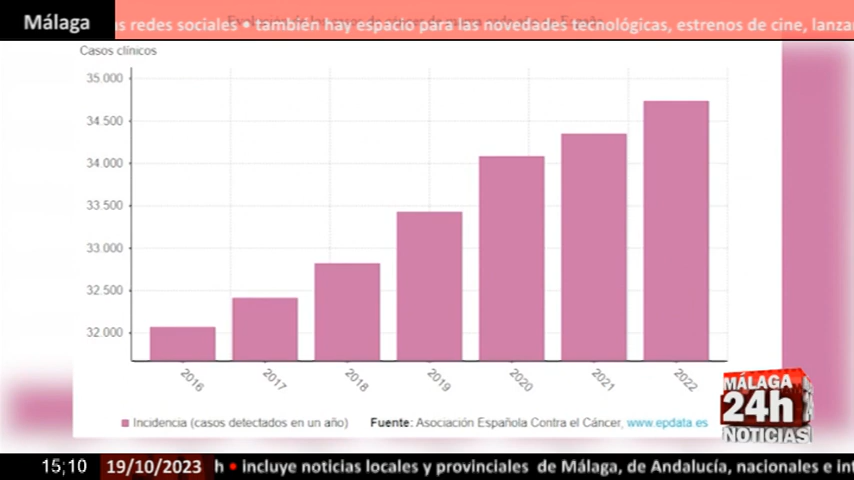 Málaga
as redes sociales • también hay espacio para las novedades tecnológicas, estrenos de cine, lanza
Casos clínicos
35 000
34 500
34 000
33 500
33 000
32 500
32 000
2016 2017 2018 2019 2020 2021 2022
Incidencia (casos detectados en un año) Fuente: Asociación Española Contra el Cáncer, www.epdata.es
MÁLAGA
24h
NOTICIAS
15:10 19/10/2023 h • incluye noticias locales y provinciales de Málaga, de Andalucía, nacionales e int